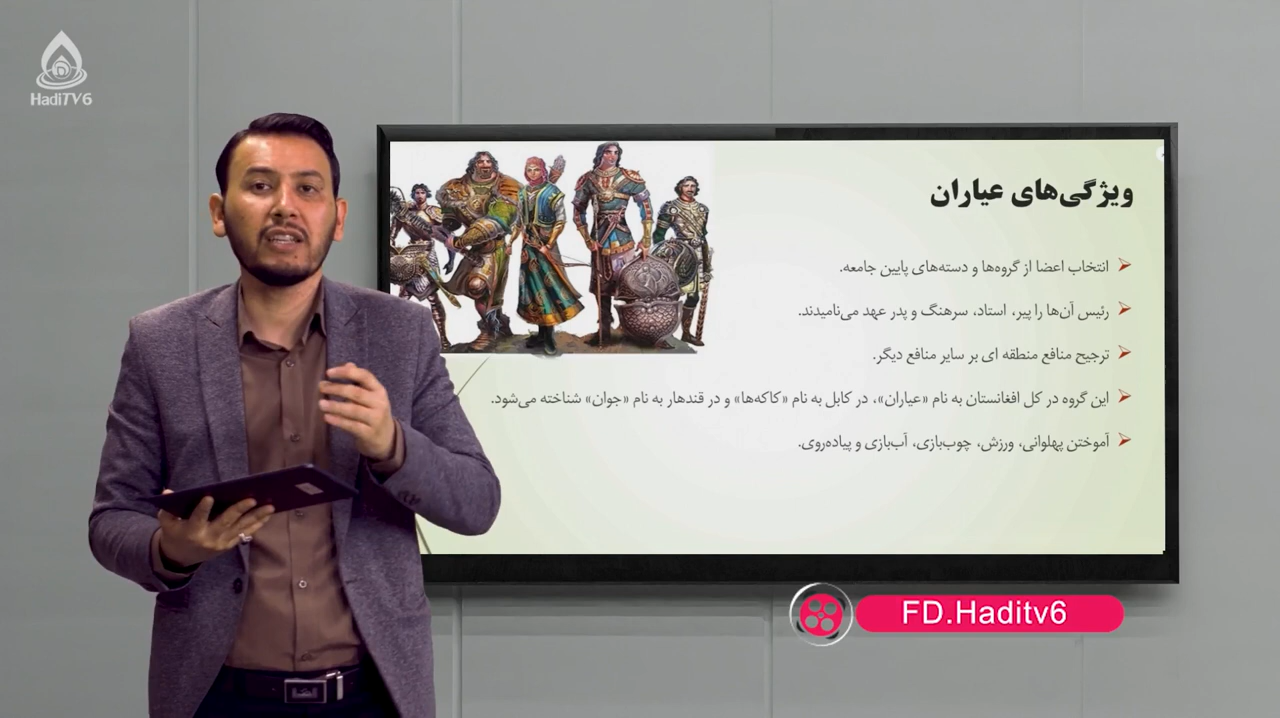 HadiTV6
ویژگی‌های عیاران
انتخاب اعضا از گروه‌ها و دسته‌های پایین جامعه.
رئیس آن‌ها را پیر، استاد، سرهنگ و پدر عهد می‌نامیدند.
ترجیح منافع منطقه ای بر سایر منافع دیگر.
این گروه در کل افغانستان به نام «عیاران»، در کابل به نام «کاکه‌ها» و در قندهار به نام «جوان» شناخته می‌شود.
آموختن پهلوانی، ورزش، چوب‌بازی، آب‌بازی و پیاده‌روی.
FD.Haditv6